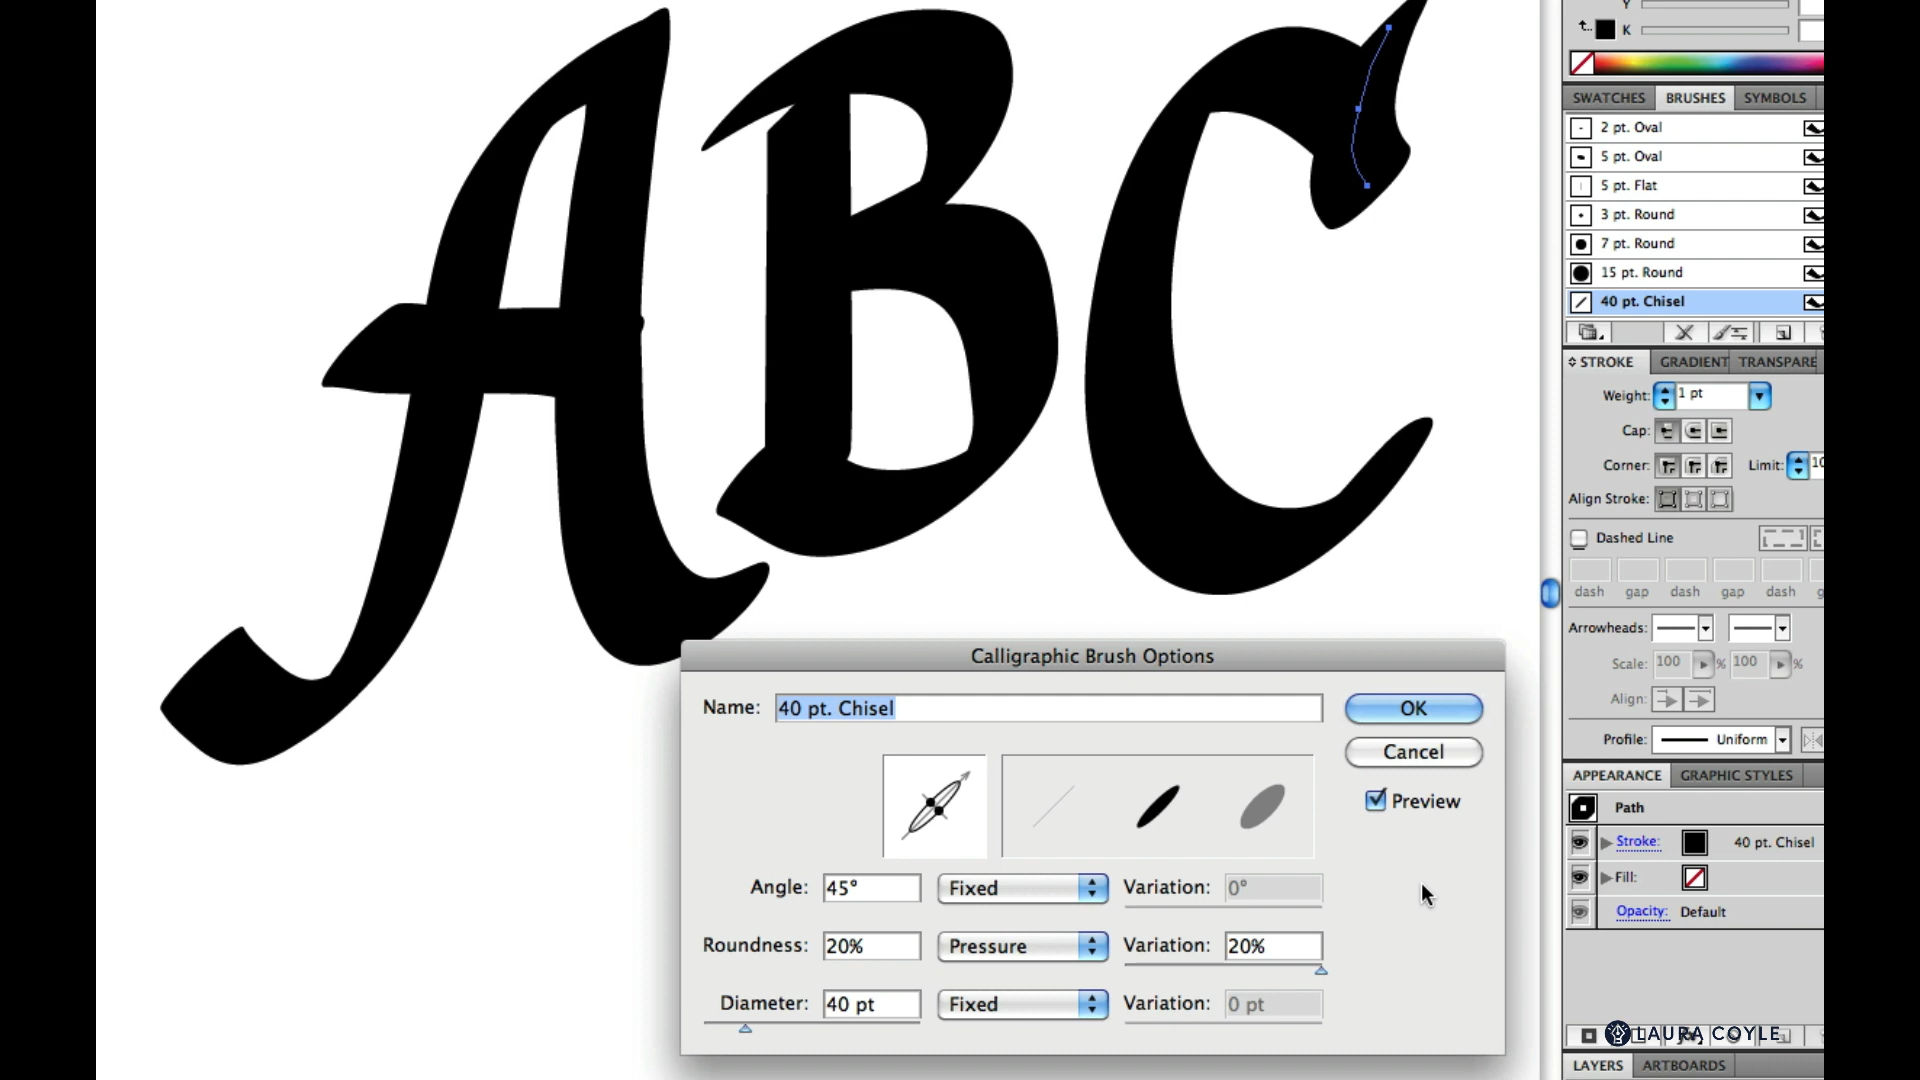 ABC
Y
K
SWATCHES BRUSHES SYMBOLS
2 pt. Oval
5 pt. Oval
5 pt. Flat
3 pt. Round
7 pt. Round
15 pt. Round
40 pt. Chisel
STROKE GRADIENT TRANSPARE
Weight: 1 pt
Cap:
Corner: Limit: 10
Align Stroke:
Dashed Line
dash gap dash gap dash g
Arrowheads:
Scale: 100 % 100 %
Align:
Profile: Uniform
APPEARANCE GRAPHIC STYLES
Path
Stroke: 40 pt. Chisel
Fill:
Opacity: Default
LAURA COYLE
LAYERS ARTBOARDS
Calligraphic Brush Options
Name: 40 pt. Chisel OK
Cancel
Preview
Angle: 45° Fixed Variation: 0°
Roundness: 20% Pressure Variation: 20%
Diameter: 40 pt Fixed Variation: 0 pt